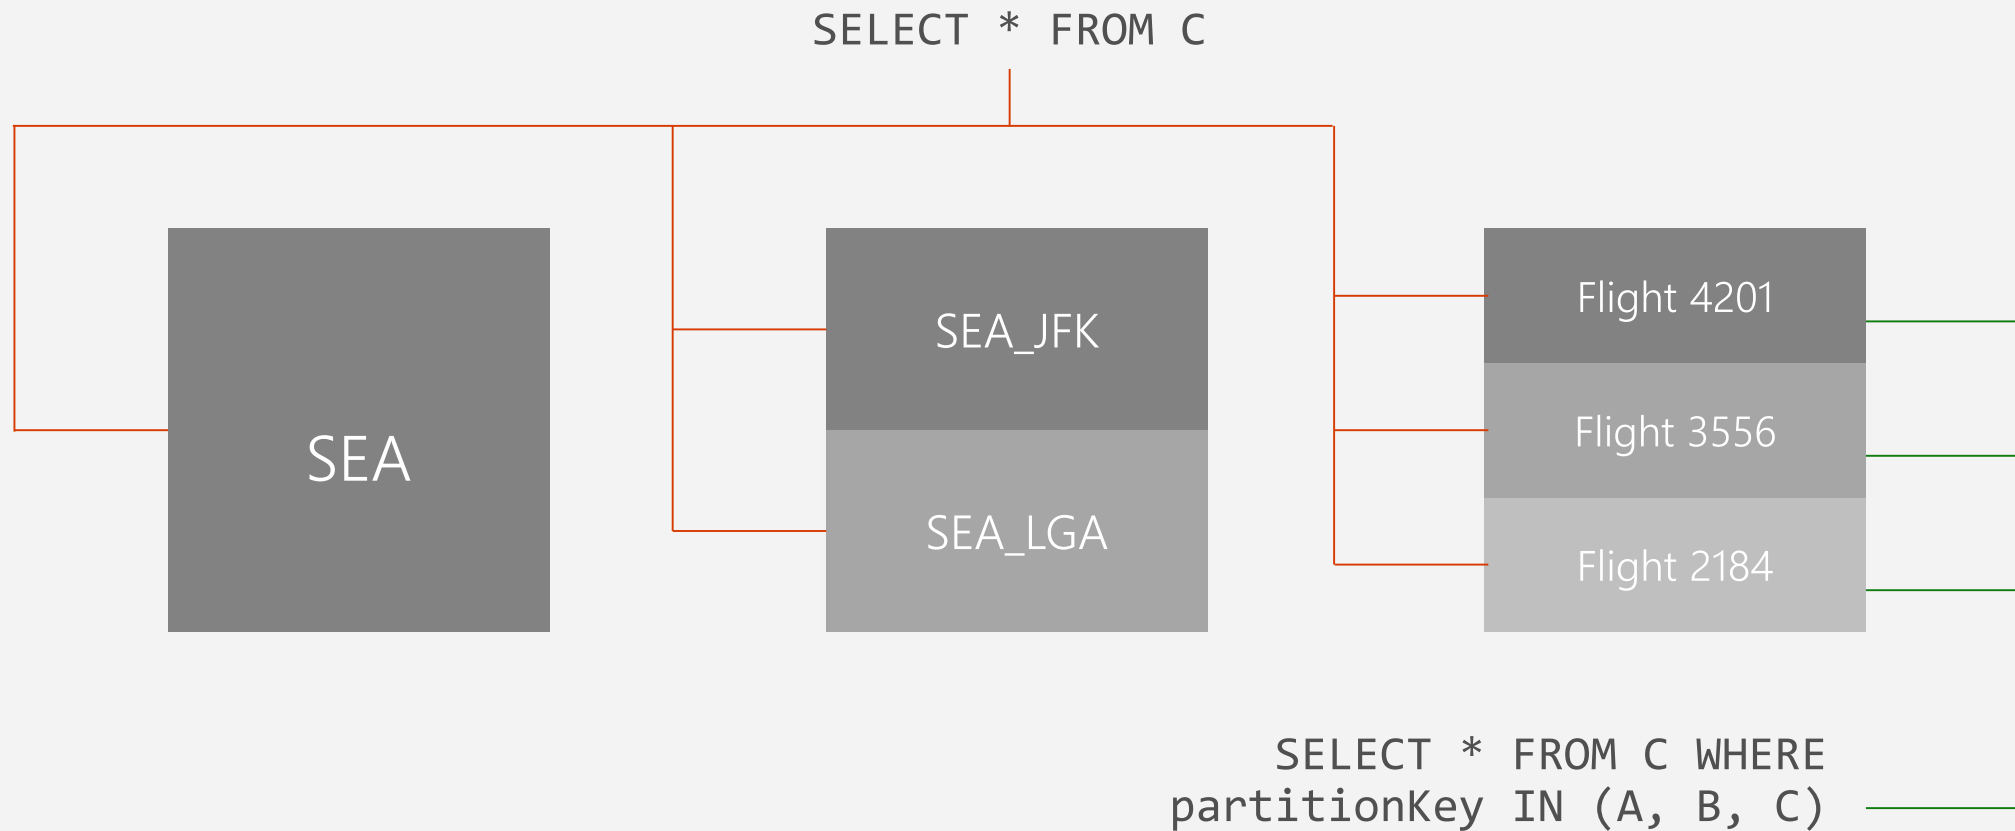 SELECT * FROM C
SEA
SEA_JFK
SEA_LGA
Flight 4201
Flight 3556
Flight 2184
SELECT * FROM C WHERE
partitionKey IN (A, B, C)